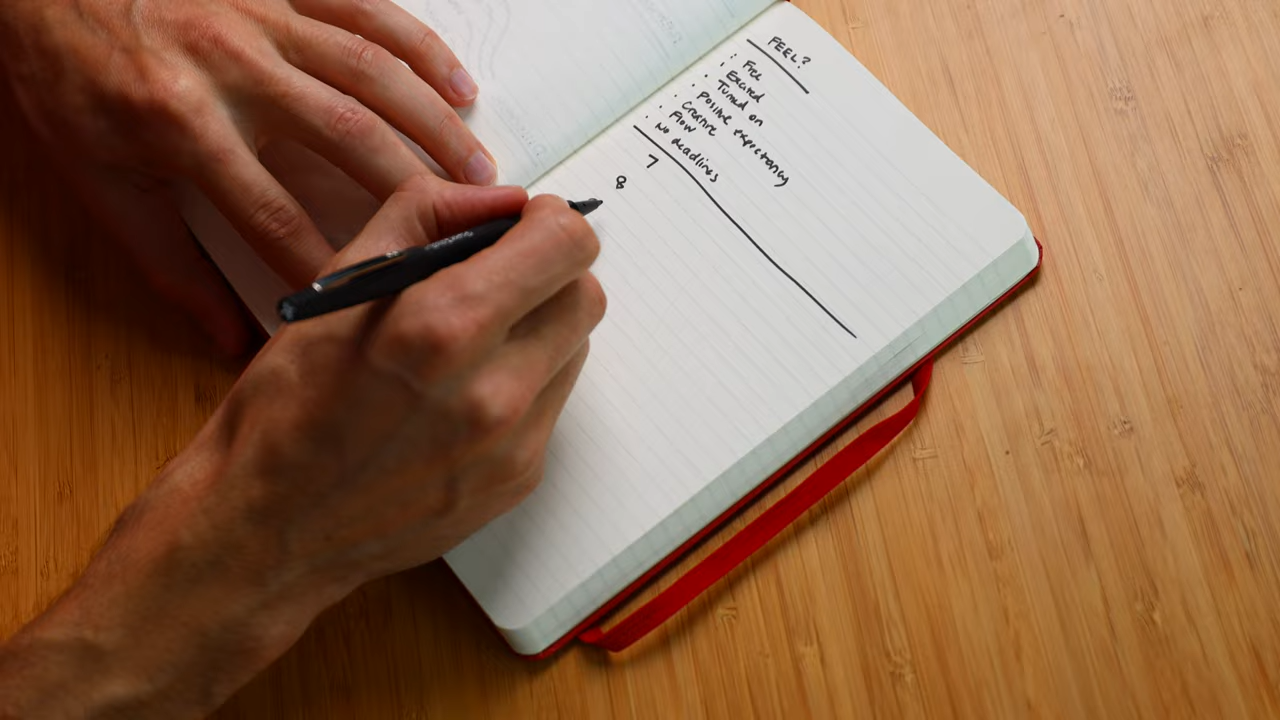 FEEL?
· Free
· Excited
· Turned on
· Positive expectancy
· Creative
· Flow
· No deadlines
7
8